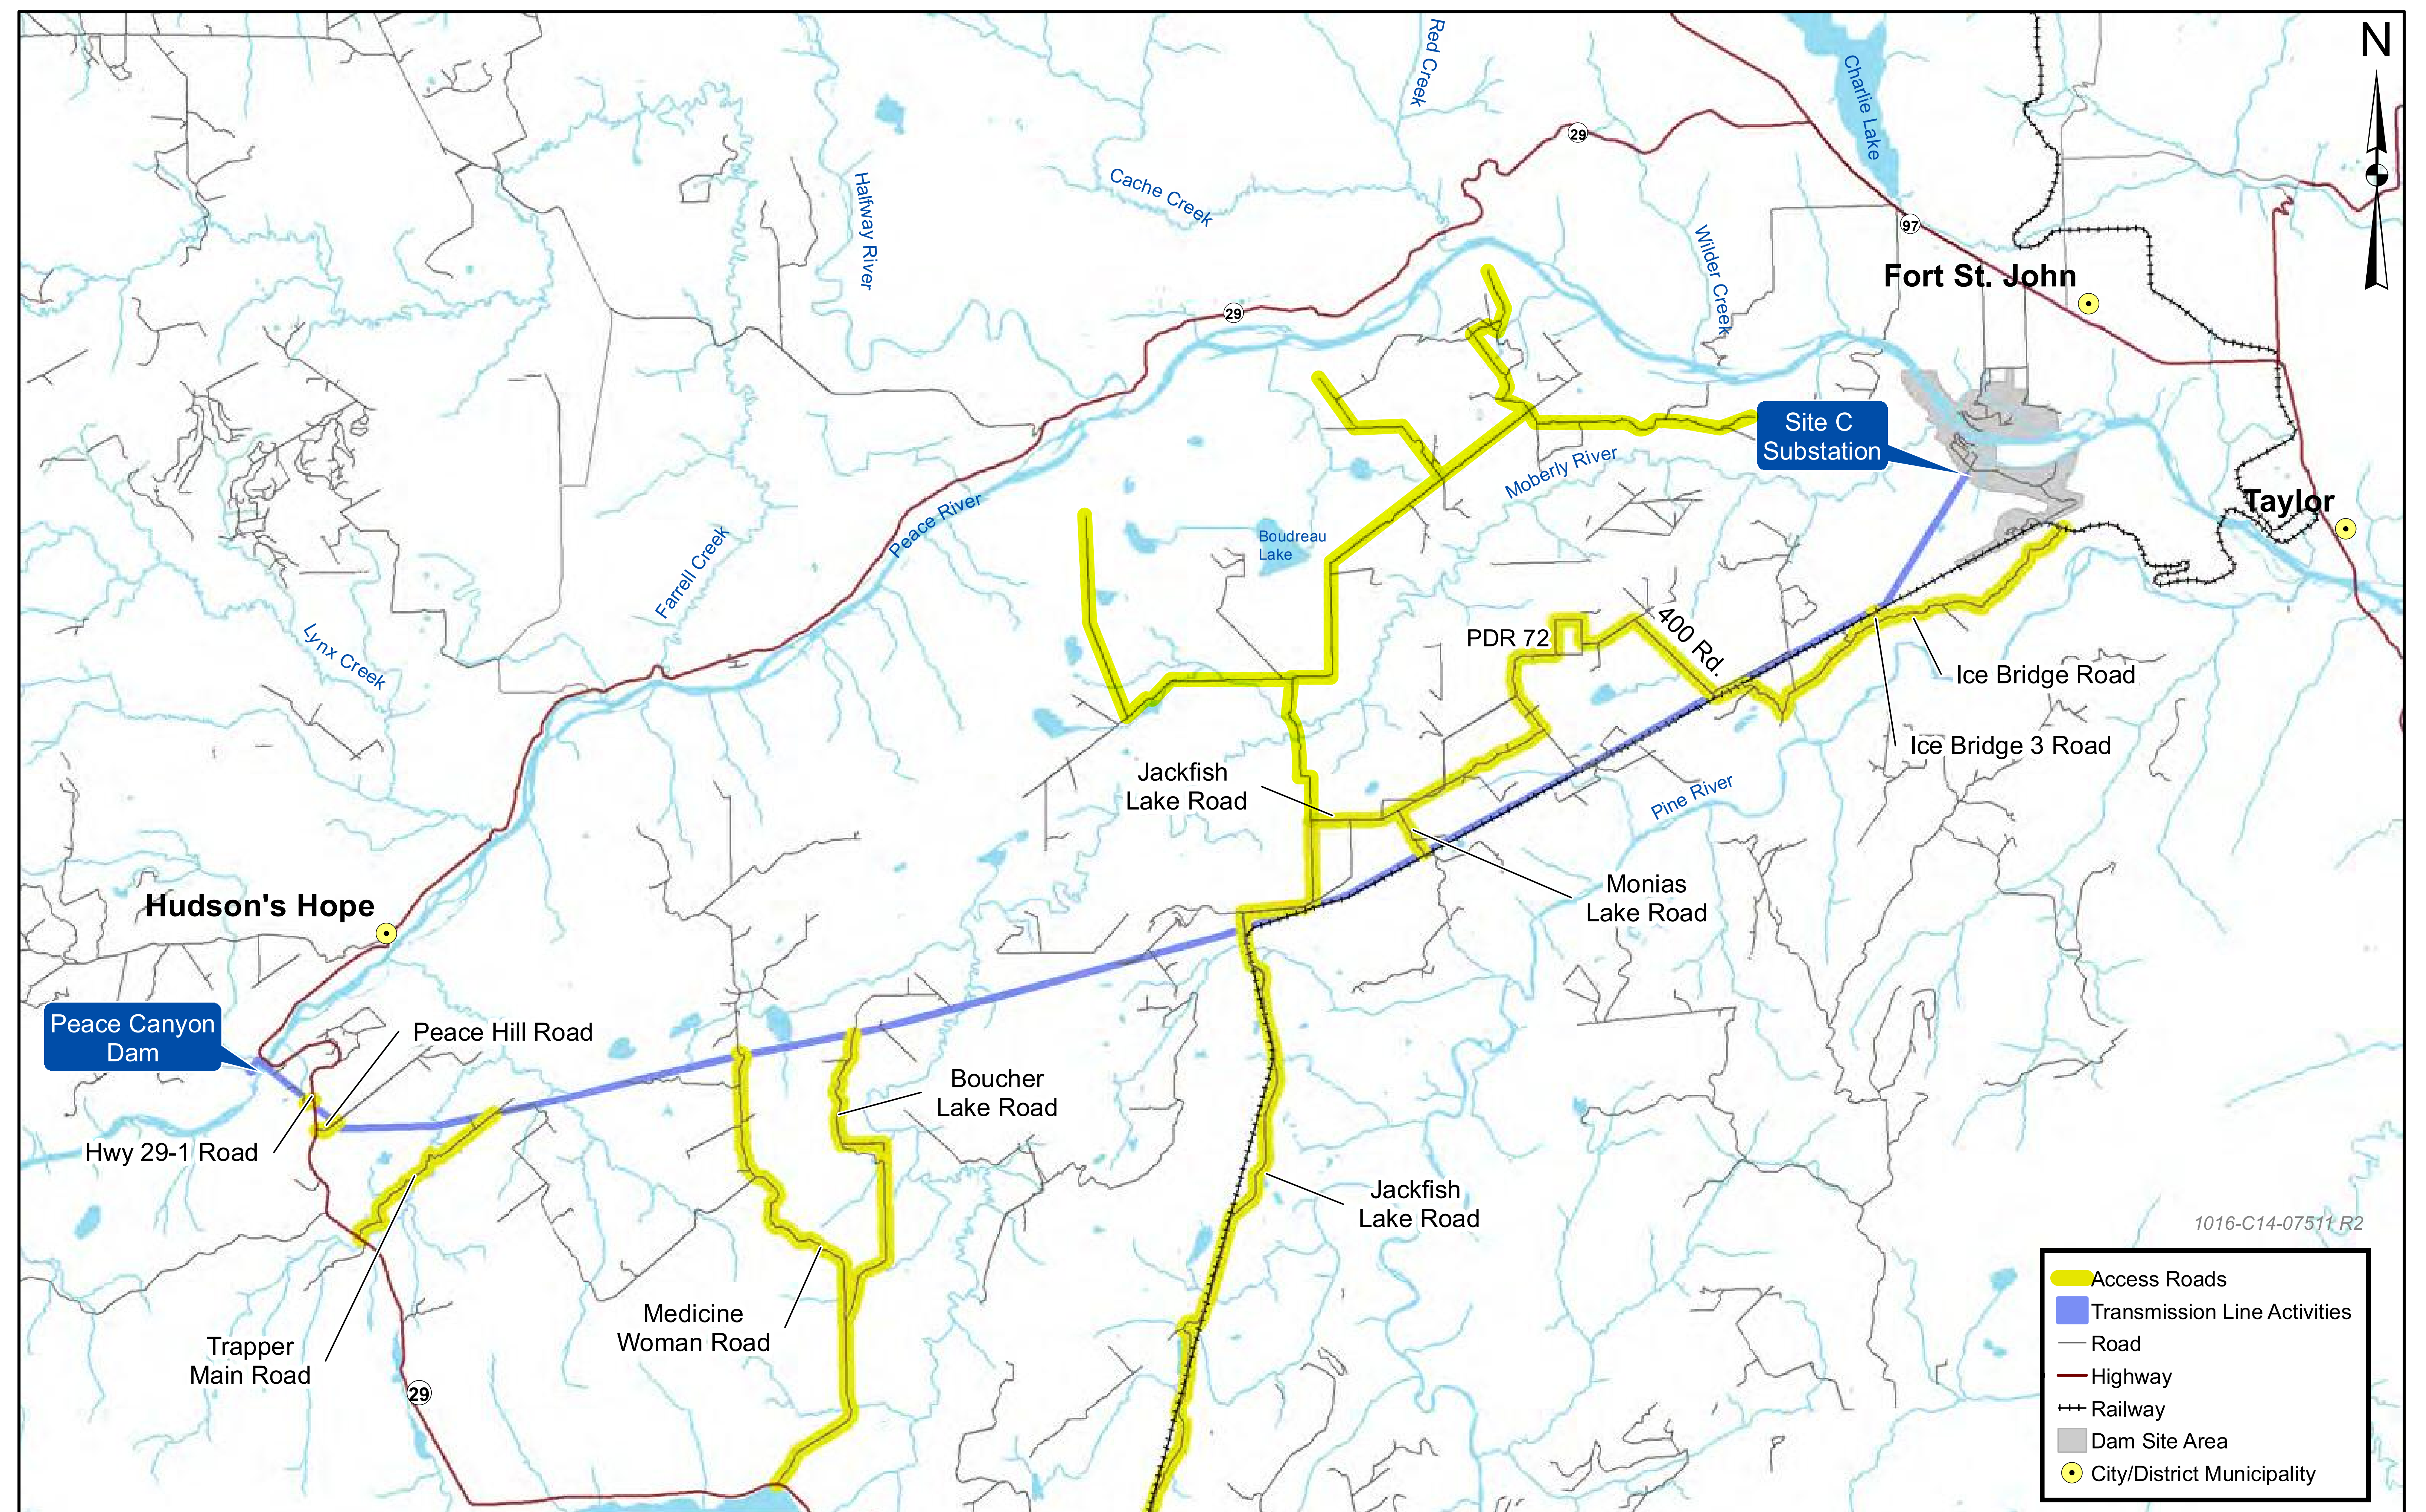 N
Red Creek
Charlie Lake
29
Cache Creek
Halfway River
97
Wilder Creek
Fort St. John
29
Site C
Substation
Moberly River
Taylor
Peace River
Boudreau
Lake
Farrell Creek
Lynx Creek
PDR 72
400 Rd.
Ice Bridge Road
Ice Bridge 3 Road
Jackfish
Lake Road
Pine River
Monias
Lake Road
Hudson's Hope
Peace Canyon
Dam
Peace Hill Road
Boucher
Lake Road
Hwy 29-1 Road
Jackfish
Lake Road
1016-C14-07511 R2
Medicine
Woman Road
Trapper
Main Road
29
Access Roads
Transmission Line Activities
Road
Highway
Railway
Dam Site Area
City/District Municipality